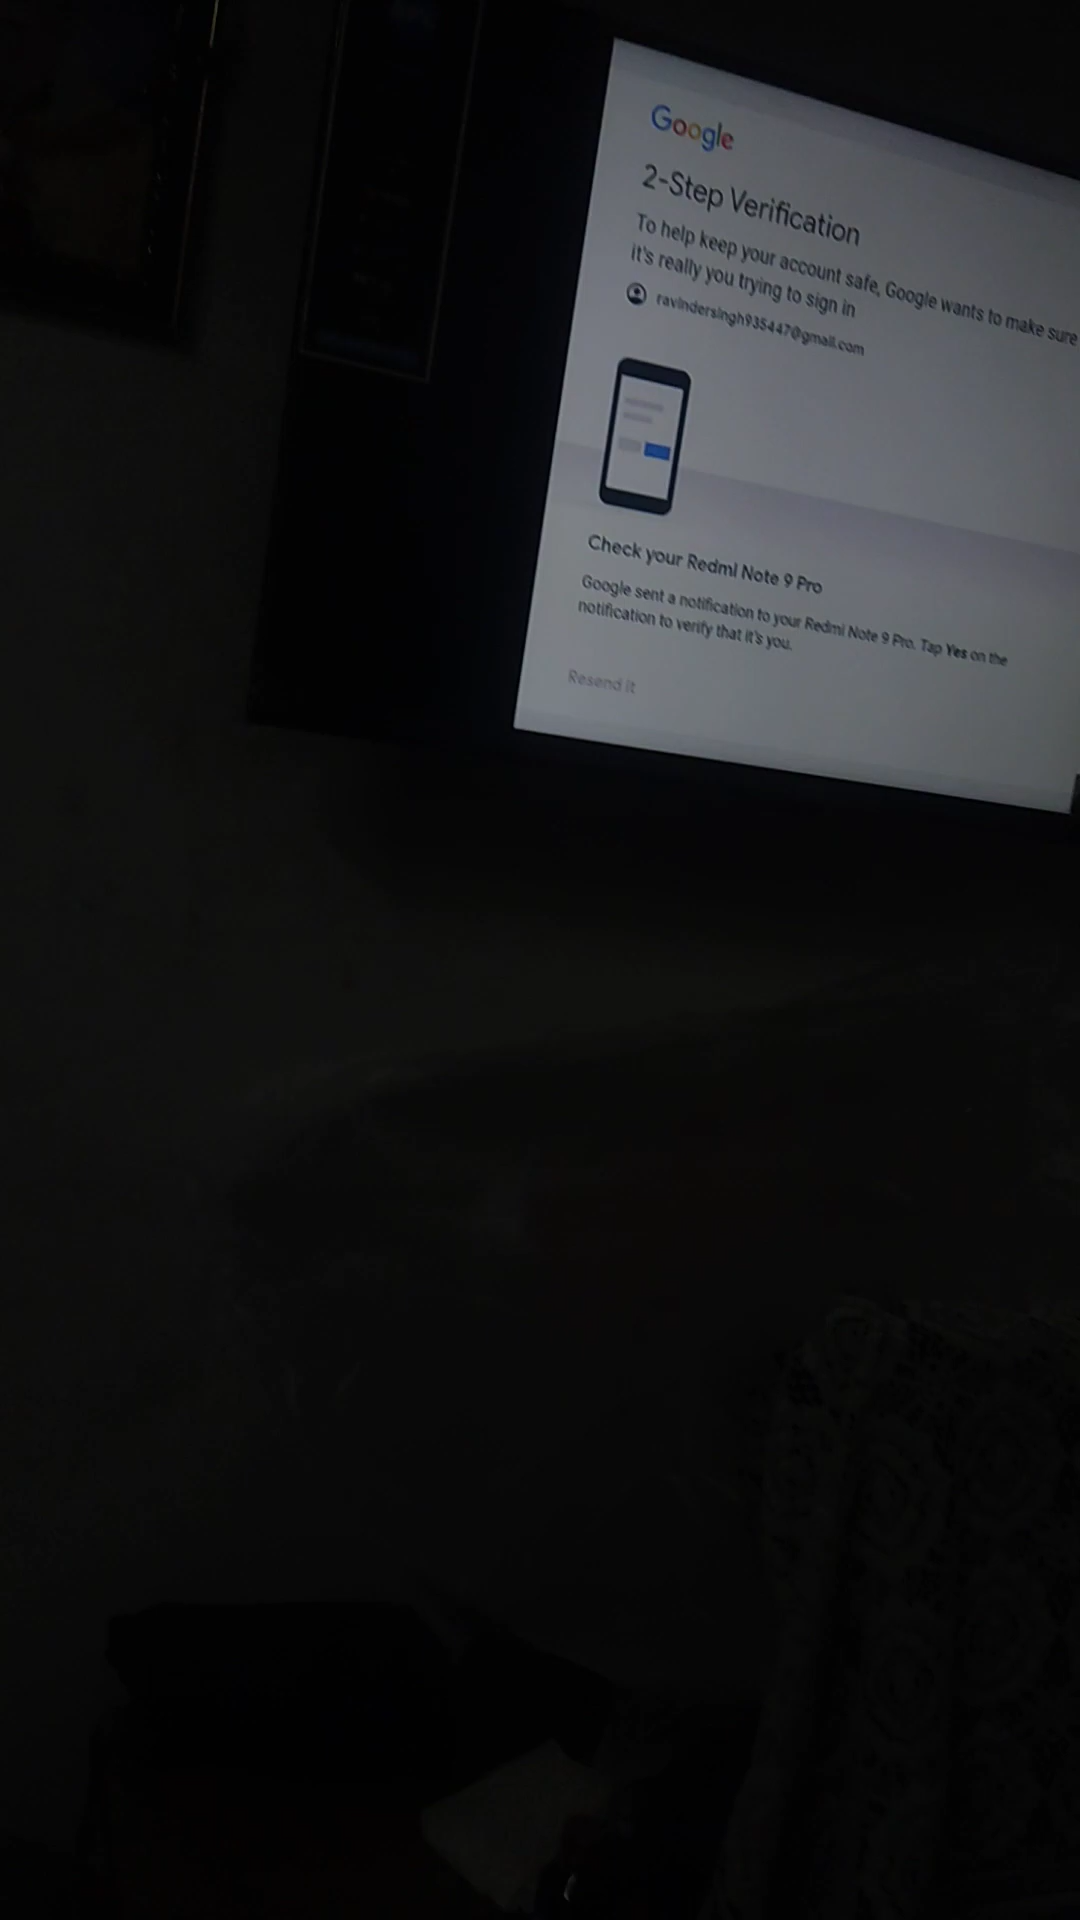 Google
2-Step Verification
To help keep your account safe, Google wants to make sure
it's really you trying to sign in
ravindersingh935447@gmail.com
Check your Redmi Note 9 Pro
Google sent a notification to your Redmi Note 9 Pro. Tap Yes on the
notification to verify that it's you.
Resend it